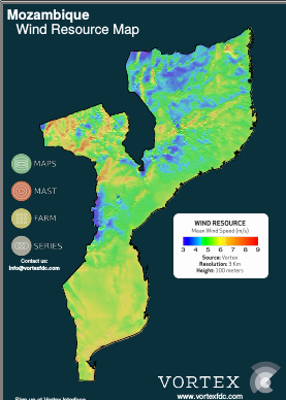 Mozambique
Wind Resource Map
MAPS
MAST
FARM
SERIES
Contact us:
info@vortexfdc.com
WIND RESOURCE
Mean Wind Speed (m/s)
3 4 5 6 7 8 9
Source: Vortex
Resolution: 3 Km
Height: 100 meters
VORTEX
www.vortexfdc.com
Sign up at Vortex Interface